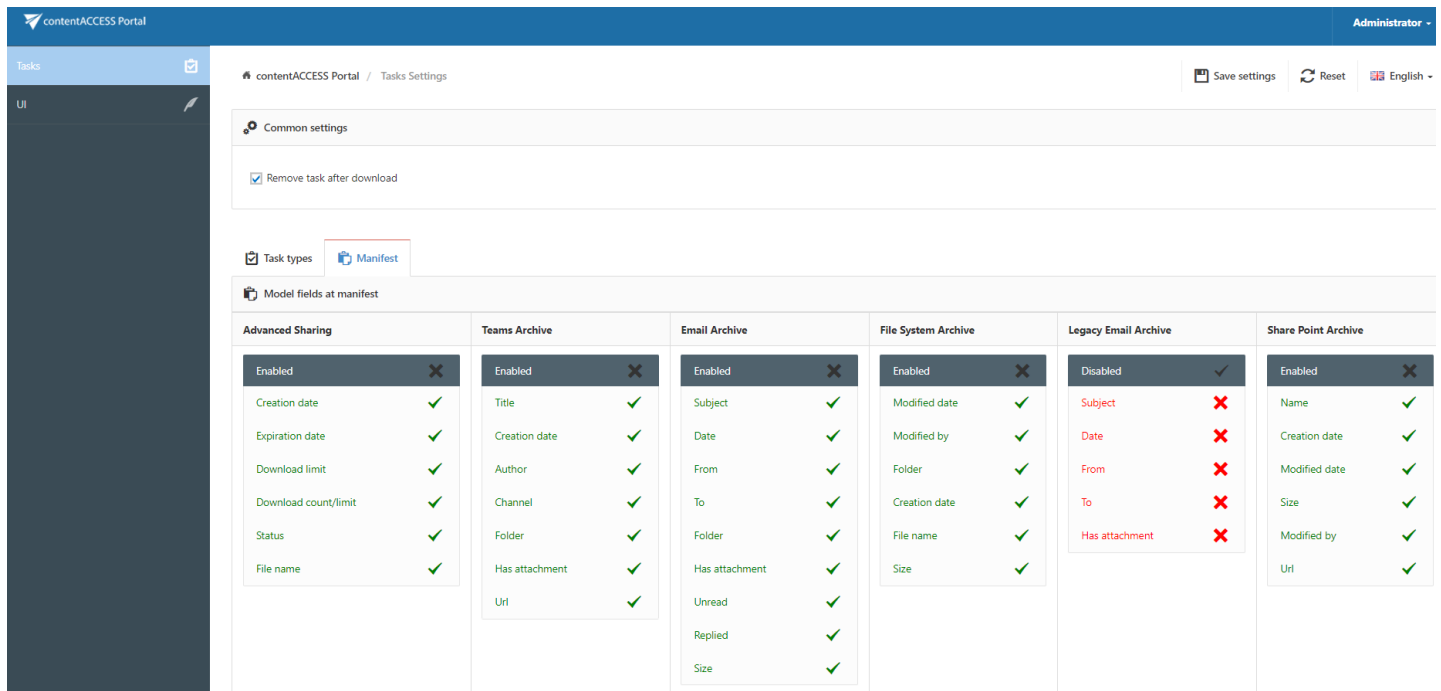 contentACCESS Portal
Administrator
Tasks
UI
contentACCESS Portal / Tasks Settings
Save settings
Reset
English
Common settings
Remove task after download
Task types
Manifest
Model fields at manifest
Advanced Sharing
Enabled
Creation date
Expiration date
Download limit
Download count/limit
Status
File name
Teams Archive
Enabled
Title
Creation date
Author
Channel
Folder
Has attachment
Url
Email Archive
Enabled
Subject
Date
From
To
Folder
Has attachment
Unread
Replied
Size
File System Archive
Enabled
Modified date
Modified by
Folder
Creation date
File name
Size
Legacy Email Archive
Disabled
Subject
Date
From
To
Has attachment
Share Point Archive
Enabled
Name
Creation date
Modified date
Size
Modified by
Url